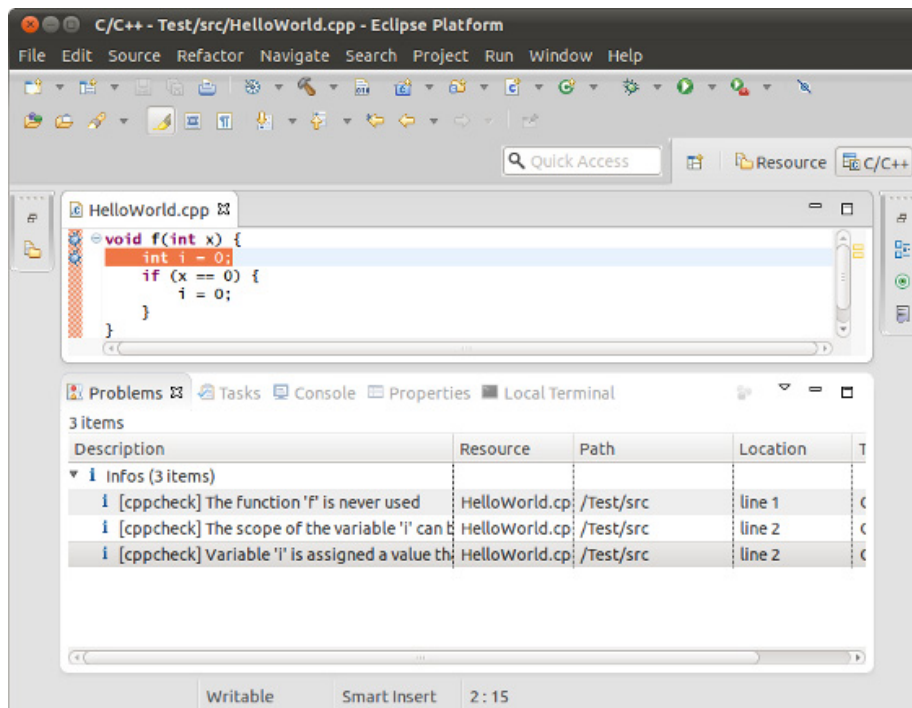 C/C++ - Test/src/HelloWorld.cpp - Eclipse Platform
File Edit Source Refactor Navigate Search Project Run Window Help
Quick Access
Resource
C/C++
HelloWorld.cpp
void f(int x) {
int i = 0;
if (x == 0) {
i = 0;
}
}
Problems Tasks Console Properties Local Terminal
3 items
Description Resource Path Location T
Infos (3 items)
[cppcheck] The function 'f' is never used HelloWorld.cp /Test/src line 1 C
[cppcheck] The scope of the variable 'i' can b HelloWorld.cp /Test/src line 2 C
[cppcheck] Variable 'i' is assigned a value th HelloWorld.cp /Test/src line 2 C
Writable Smart Insert 2 : 15